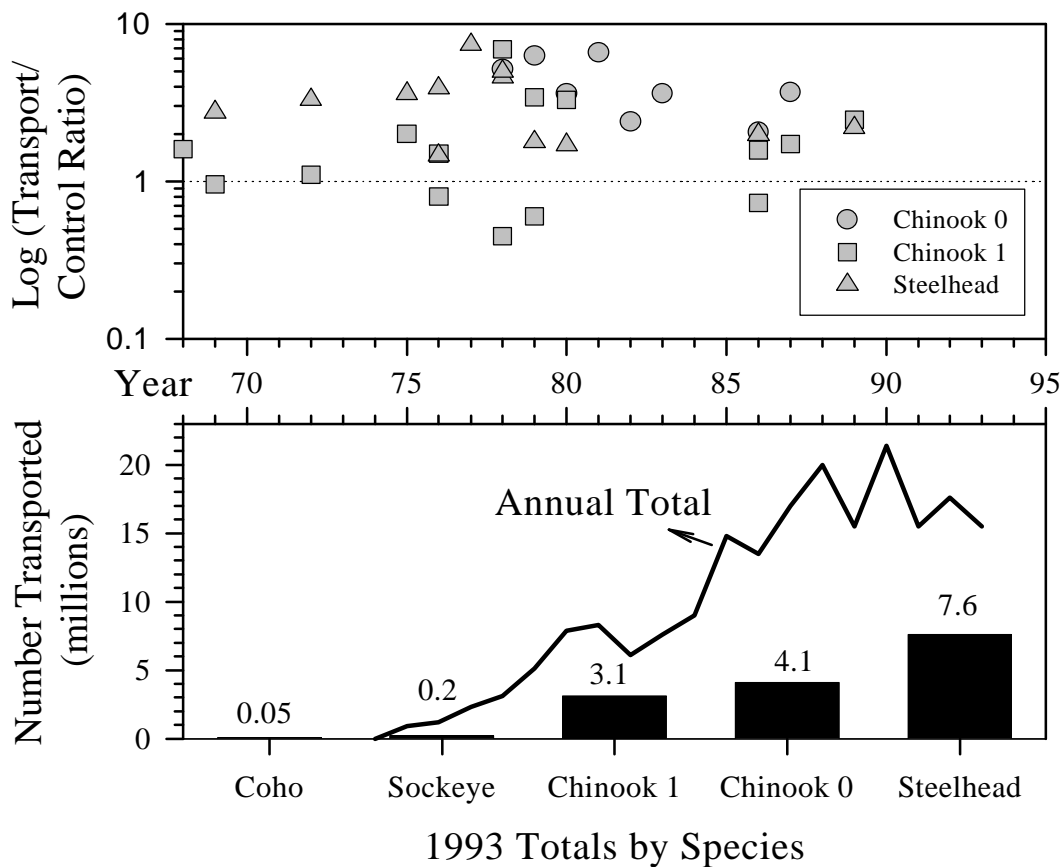 10
1
0.1
Log (Transport/
Control Ratio)
Chinook 0
Chinook 1
Steelhead
Year 70 75 80 85 90 95
Number Transported
(millions)
20
15
10
5
0
Annual Total
0.05
0.2
3.1
4.1
7.6
Coho Sockeye Chinook 1 Chinook 0 Steelhead
1993 Totals by Species